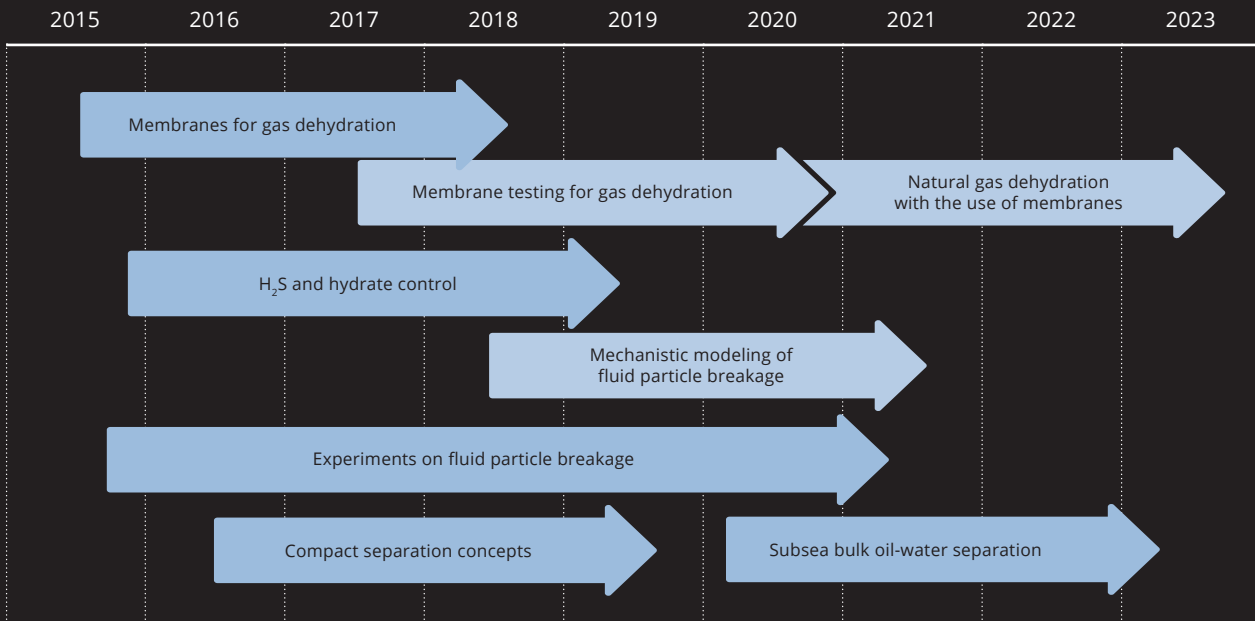 2015 2016 2017 2018 2019 2020 2021 2022 2023
Membranes for gas dehydration
Membrane testing for gas dehydration
Natural gas dehydration
with the use of membranes
H₂S and hydrate control
Mechanistic modeling of
fluid particle breakage
Experiments on fluid particle breakage
Compact separation concepts
Subsea bulk oil-water separation